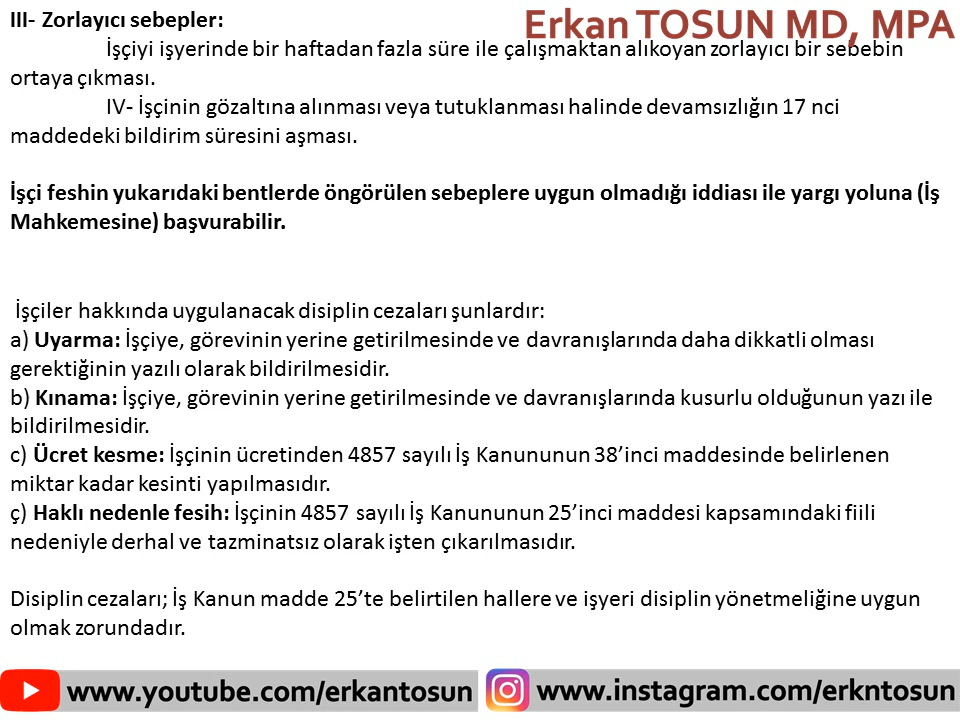 Erkan TOSUN MD, MPA
III- Zorlayıcı sebepler:
İşçiyi işyerinde bir haftadan fazla süre ile çalışmaktan alıkoyan zorlayıcı bir sebebin
ortaya çıkması.
IV- İşçinin gözaltına alınması veya tutuklanması halinde devamsızlığın 17 nci
maddedeki bildirim süresini aşması.
İşçi feshin yukarıdaki bentlerde öngörülen sebeplere uygun olmadığı iddiası ile yargı yoluna (İş
Mahkemesine) başvurabilir.
İşçiler hakkında uygulanacak disiplin cezaları şunlardır:
a) Uyarma: İşçiye, görevinin yerine getirilmesinde ve davranışlarında daha dikkatli olması
gerektiğinin yazılı olarak bildirilmesidir.
b) Kınama: İşçiye, görevinin yerine getirilmesinde ve davranışlarında kusurlu olduğunun yazı ile
bildirilmesidir.
c) Ücret kesme: İşçinin ücretinden 4857 sayılı İş Kanununun 38’inci maddesinde belirlenen
miktar kadar kesinti yapılmasıdır.
ç) Haklı nedenle fesih: İşçinin 4857 sayılı İş Kanununun 25’inci maddesi kapsamındaki fiili
nedeniyle derhal ve tazminatsız olarak işten çıkarılmasıdır.
Disiplin cezaları; İş Kanun madde 25’te belirtilen hallere ve işyeri disiplin yönetmeliğine uygun
olmak zorundadır.
www.youtube.com/erkantosun www.instagram.com/erkntosun